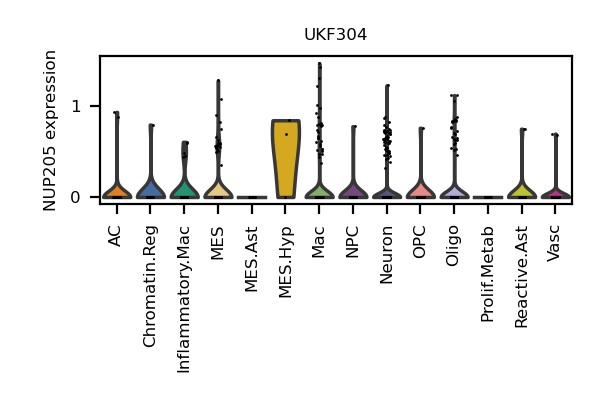 UKF304
NUP205 expression
1
0
AC
Chromatin.Reg
Inflammatory.Mac
MES
MES.Ast
MES.Hyp
Mac
NPC
Neuron
OPC
Oligo
Prolif.Metab
Reactive.Ast
Vasc